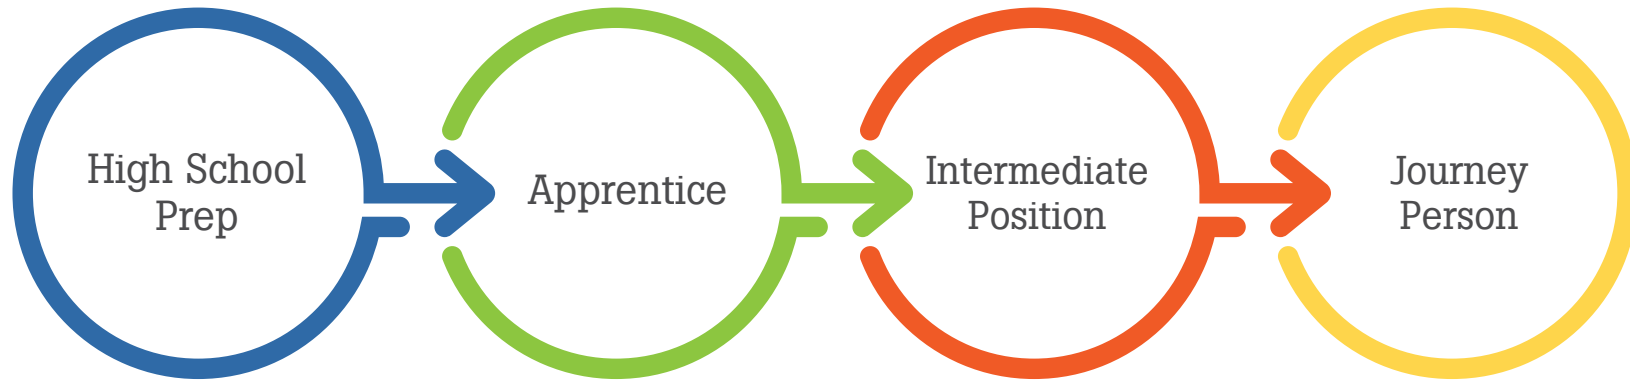 High School
Prep
Apprentice
Intermediate
Position
Journey
Person